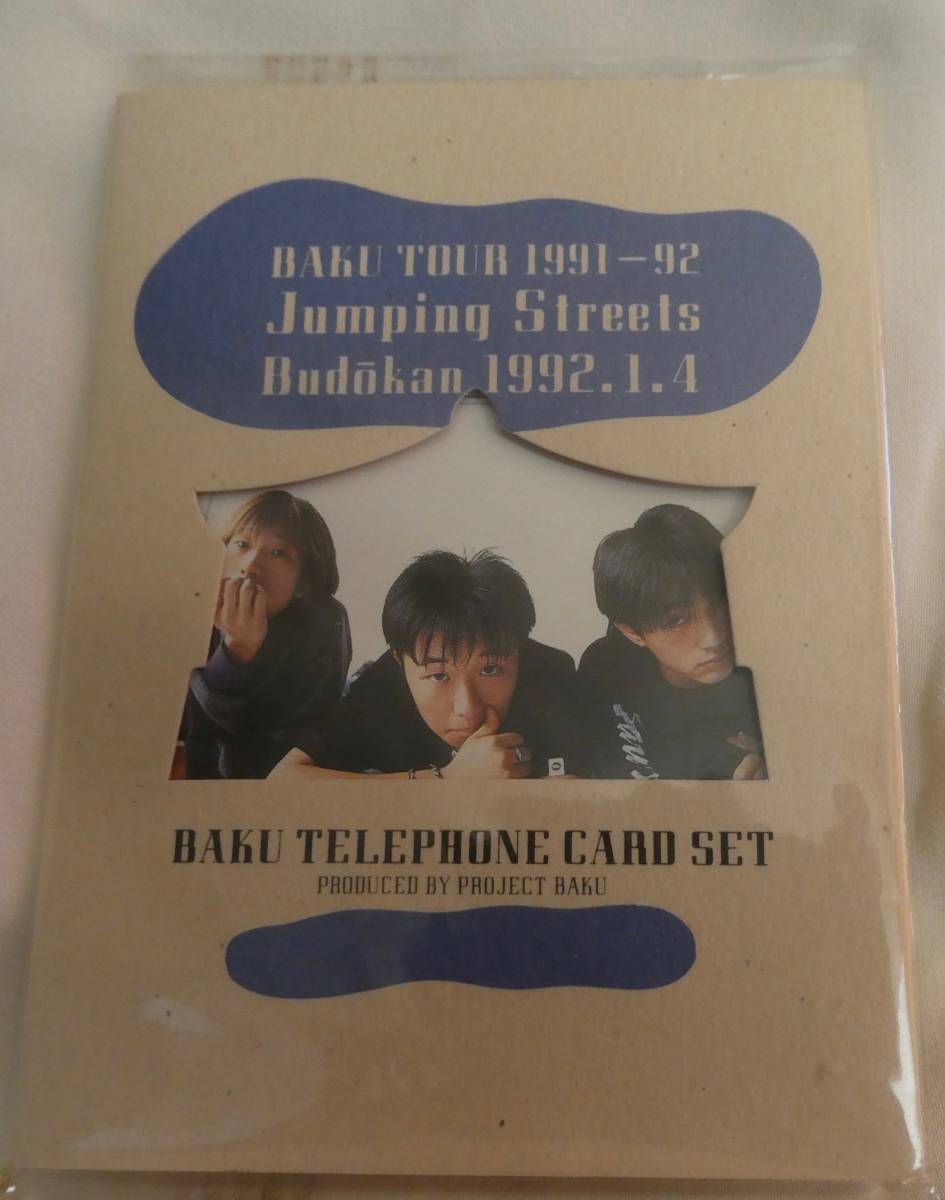 BAKU TOUR 1991-92
Jumping Streets
Budōkan 1992.1.4
BAKU TELEPHONE CARD SET
PRODUCED BY PROJECT BAKU